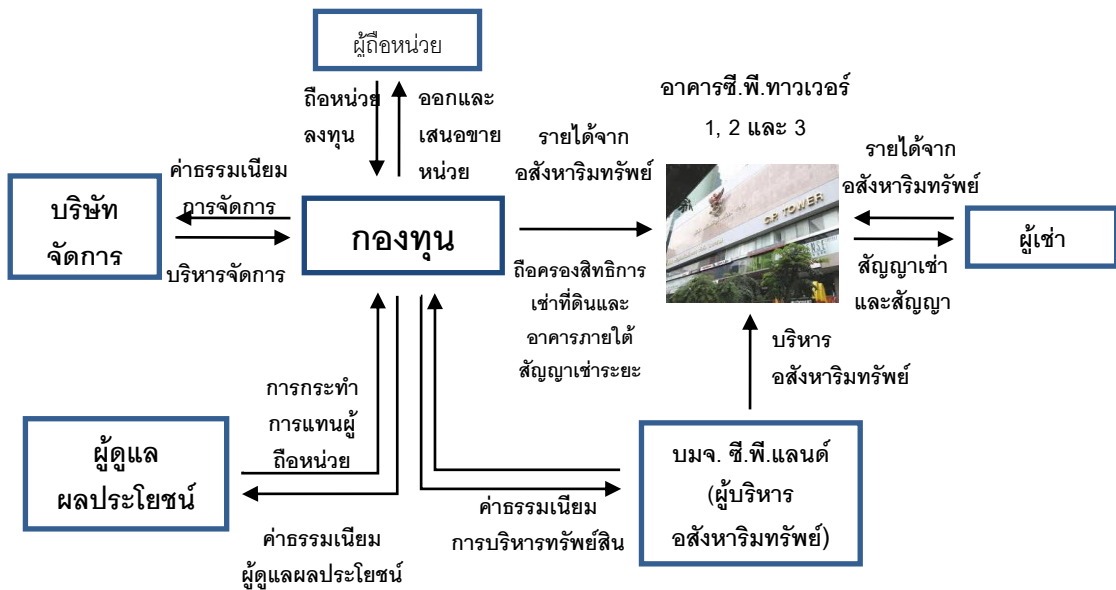 ผู้ถือหน่วย
ถือหน่วย
ลงทุน
ออกและ
เสนอขาย
หน่วย
อาคารซี.พี.ทาวเวอร์
1, 2 และ 3
รายได้จาก
อสังหาริมทรัพย์
รายได้จาก
อสังหาริมทรัพย์
ค่าธรรมเนียม
การจัดการ
บริษัท
จัดการ
บริหารจัดการ
กองทุน
C.P. TOWER
ผู้เช่า
ถือครองสิทธิการ
เช่าที่ดินและ
อาคารภายใต้
สัญญาเช่าระยะ
สัญญาเช่า
และสัญญา
บริหาร
อสังหาริมทรัพย์
การกระทำ
การแทนผู้
ถือหน่วย
ผู้ดูแล
ผลประโยชน์
ค่าธรรมเนียม
ผู้ดูแลผลประโยชน์
ค่าธรรมเนียม
การบริหารทรัพย์สิน
บมจ. ซี.พี.แลนด์
(ผู้บริหาร
อสังหาริมทรัพย์)